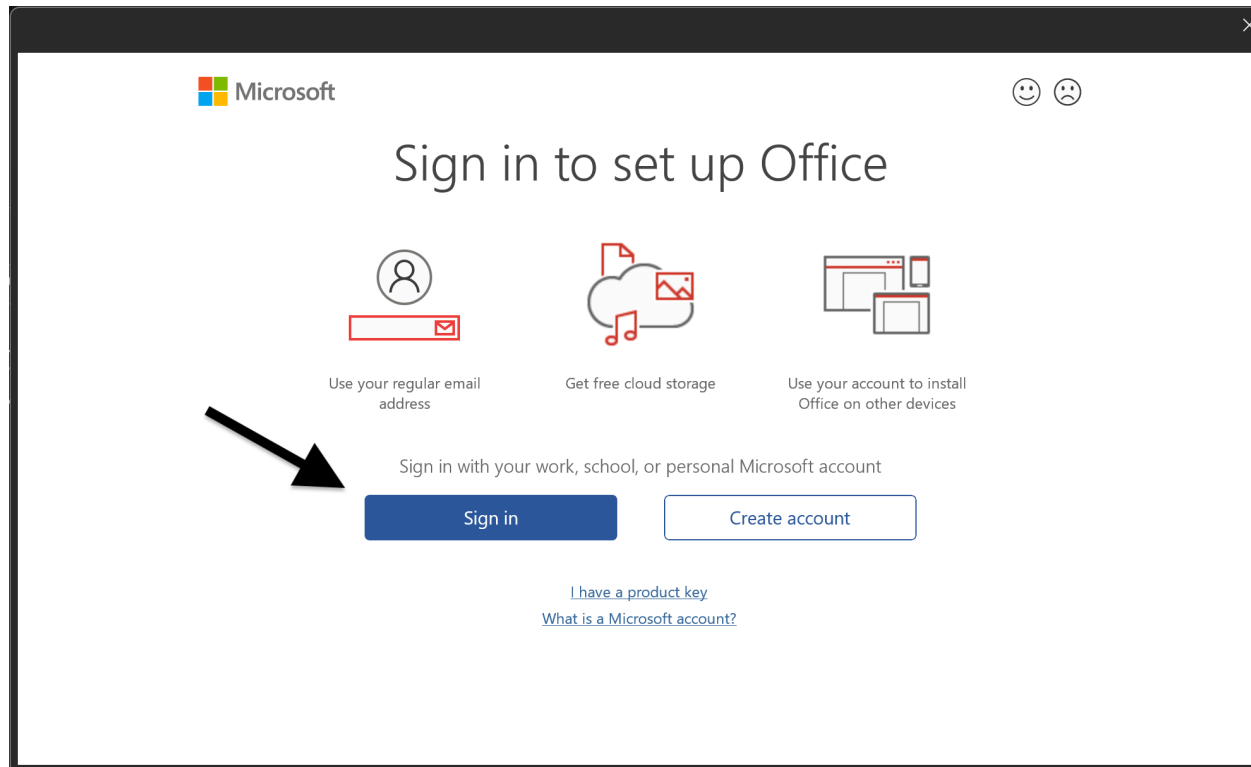 Microsoft
Sign in to set up Office
Use your regular email
address
Get free cloud storage
Use your account to install
Office on other devices
Sign in with your work, school, or personal Microsoft account
Sign in
Create account
I have a product key
What is a Microsoft account?